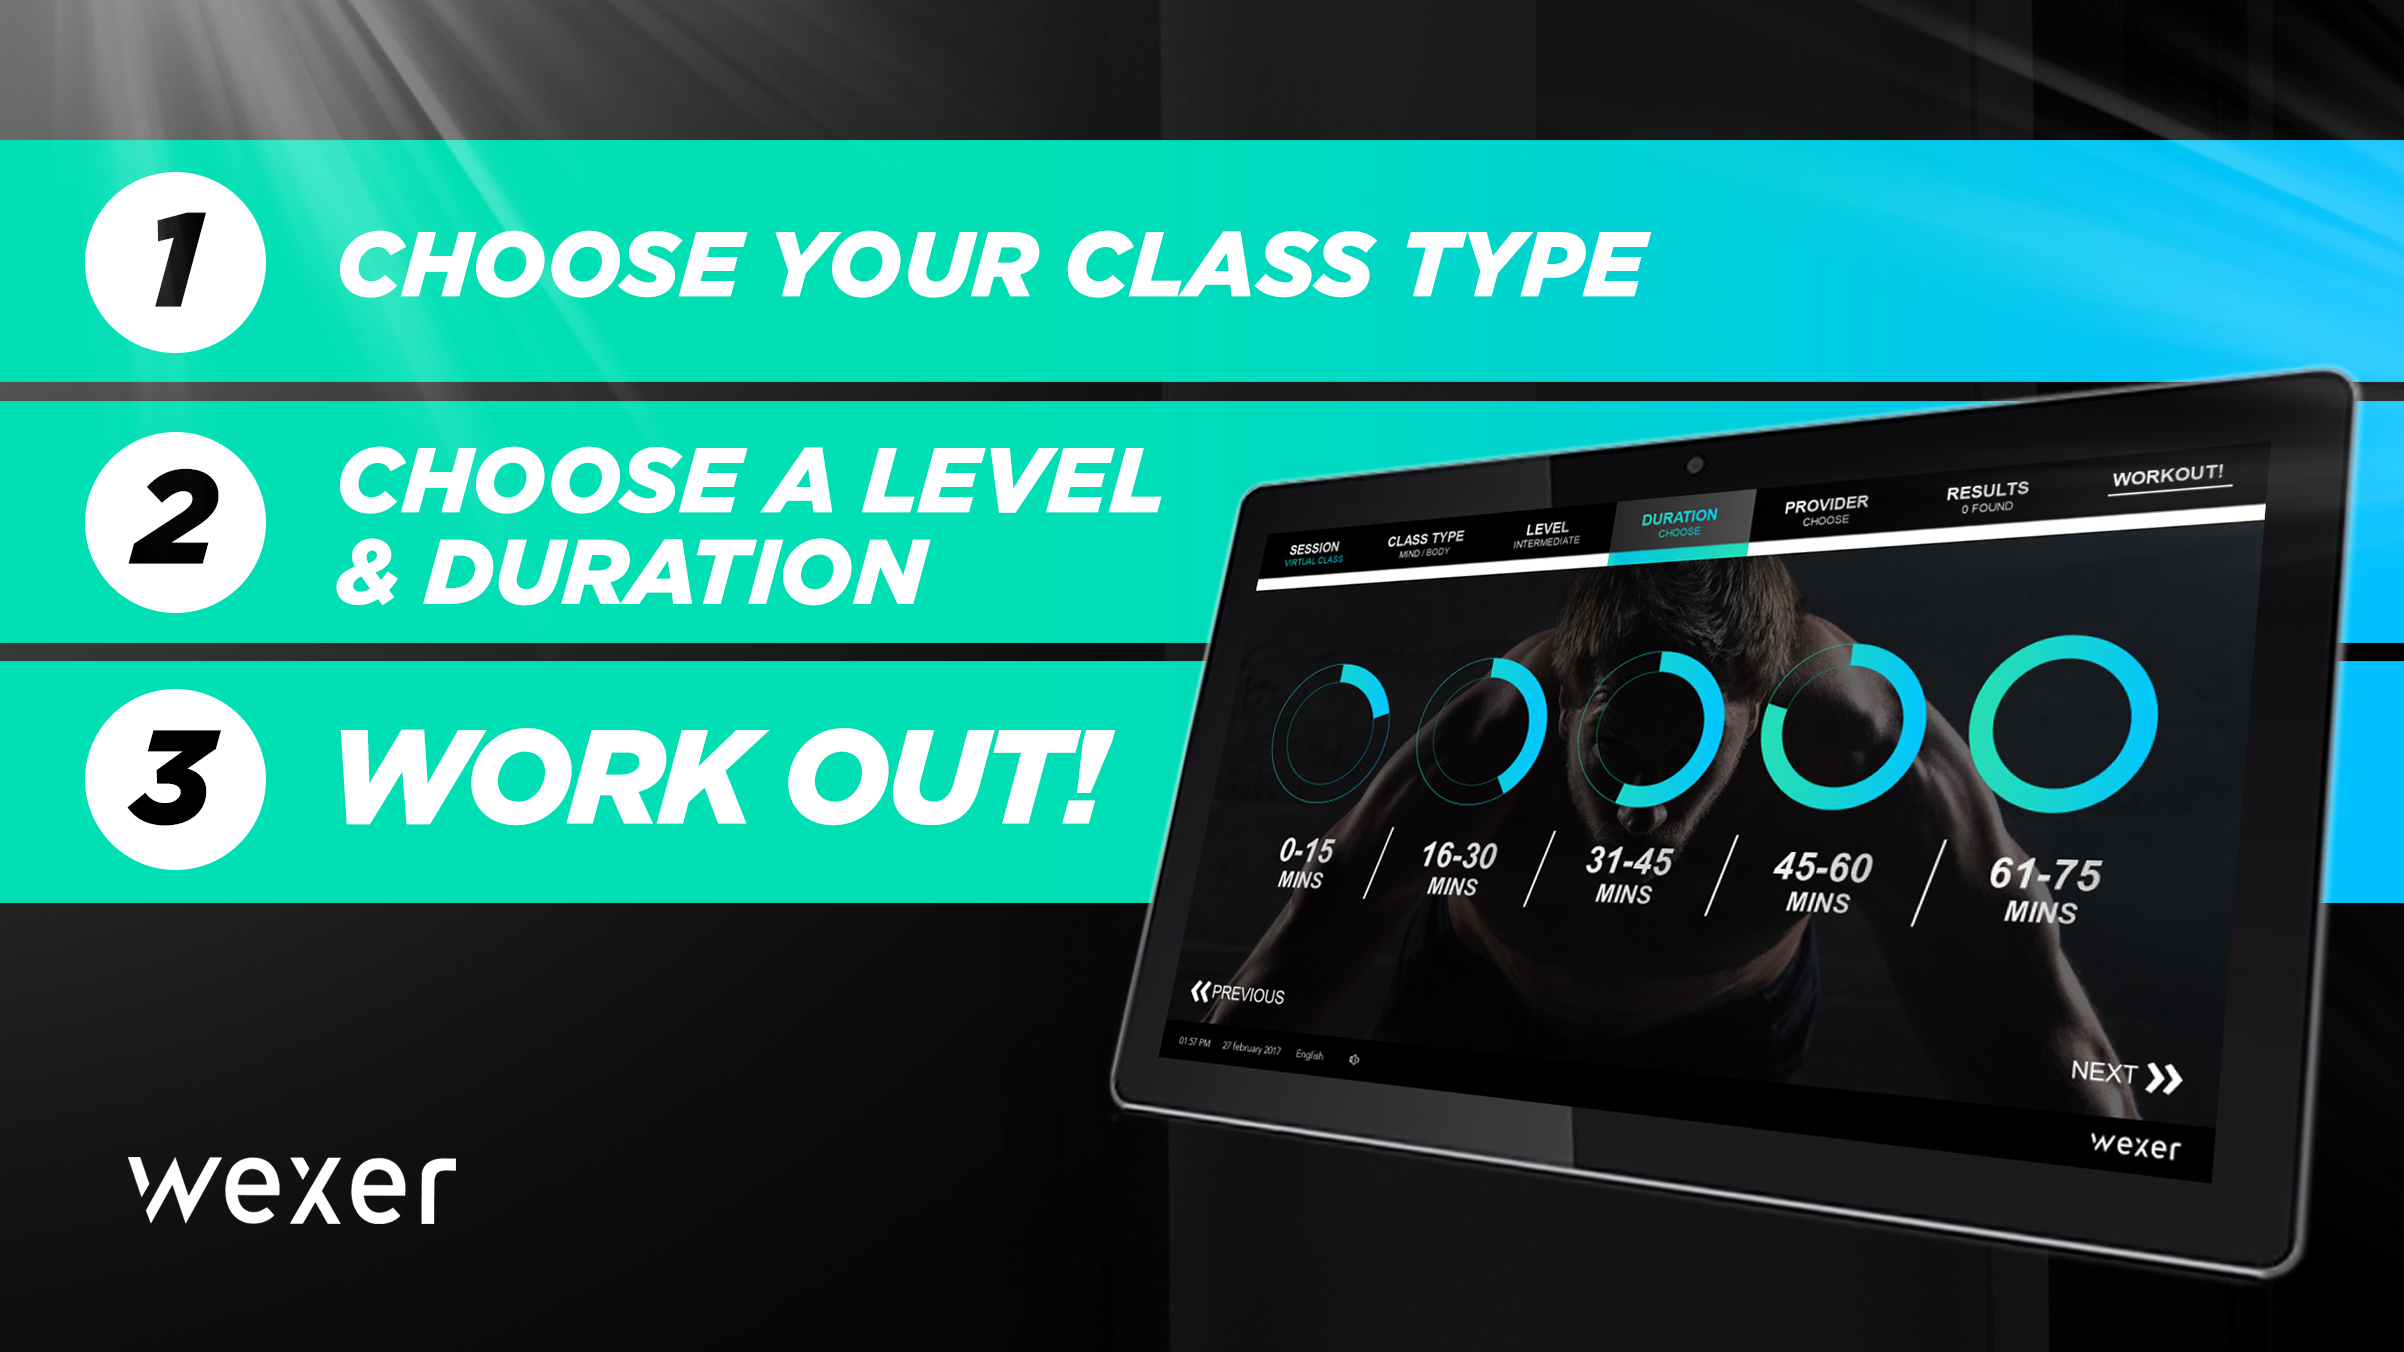 1
CHOOSE YOUR CLASS TYPE
2
CHOOSE A LEVEL
& DURATION
3
WORK OUT!
wexer
SESSION
VIRTUAL CLASS
CLASS TYPE
MIND / BODY
LEVEL
INTERMEDIATE
DURATION
CHOOSE
PROVIDER
CHOOSE
RESULTS
0 FOUND
WORKOUT!
0-15
MINS
16-30
MINS
31-45
MINS
45-60
MINS
61-75
MINS
PREVIOUS
NEXT
01:57 PM 27 february 2017 English
wexer